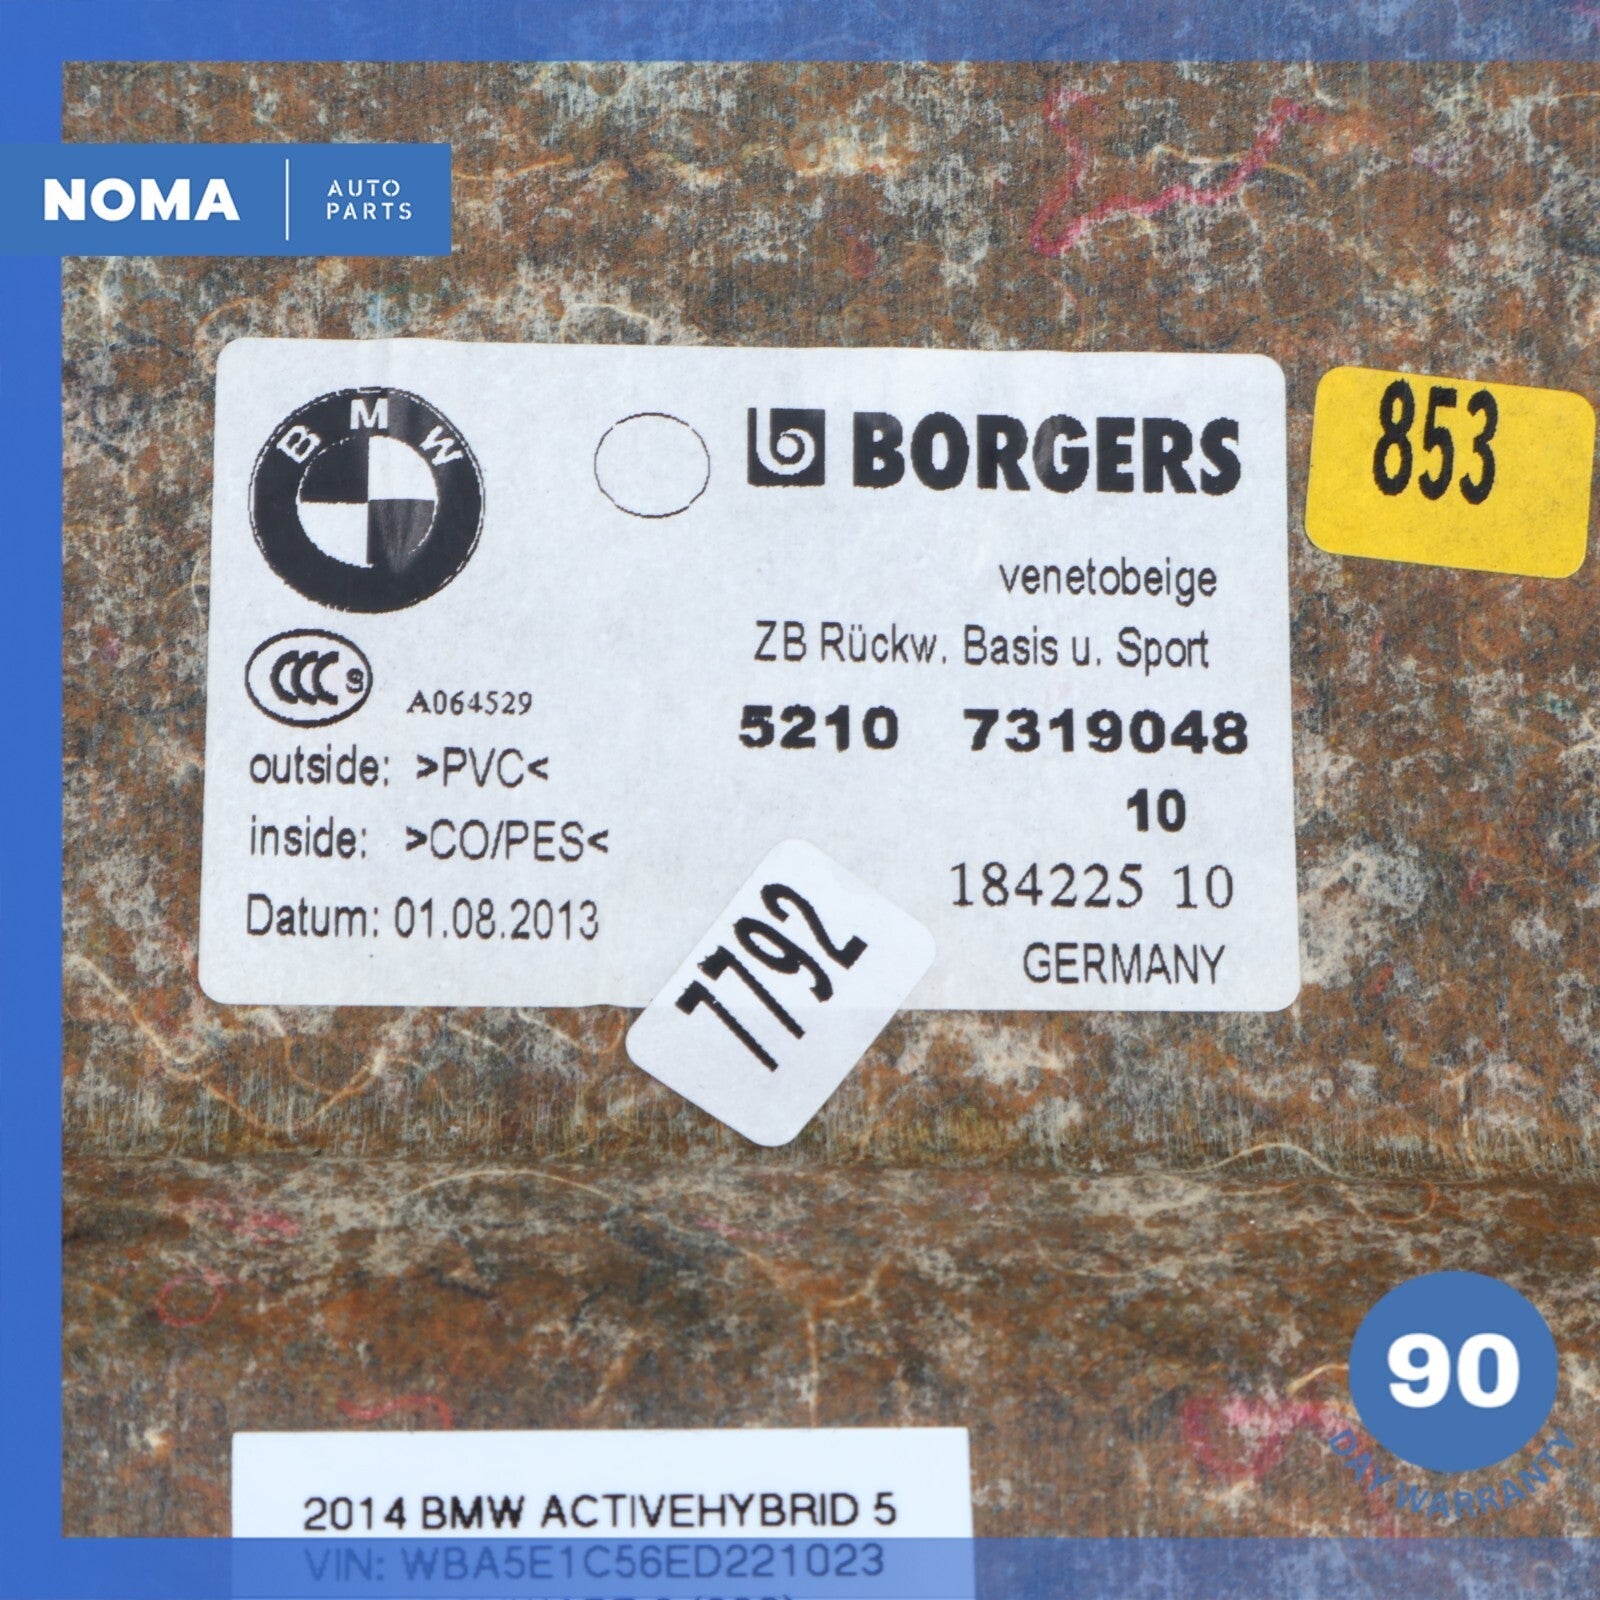 NOMA
AUTO
PARTS
BMW
BORGERS
853
venetobeige
ZB Rückw. Basis u. Sport
CCC S
A064529
5210 7319048
outside: >PVC<
10
inside: >CO/PES<
184225 10
Datum: 01.08.2013
7792
GERMANY
90
DAY WARRANTY
2014 BMW ACTIVEHYBRID 5
VIN: WBA5E1C56ED221023